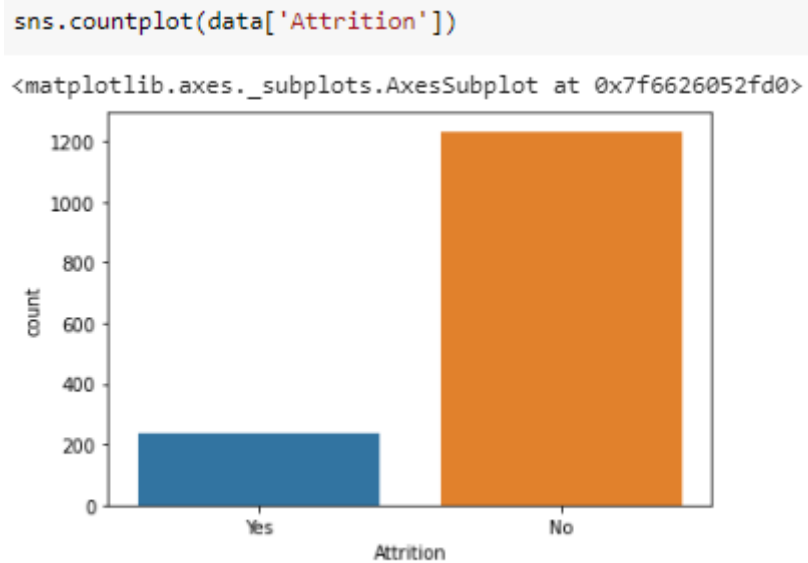 sns.countplot(data['Attrition'])
<matplotlib.axes._subplots.AxesSubplot at 0x7f6626052fd0>
1200
1000
800
600
400
200
0
count
Yes No
Attrition